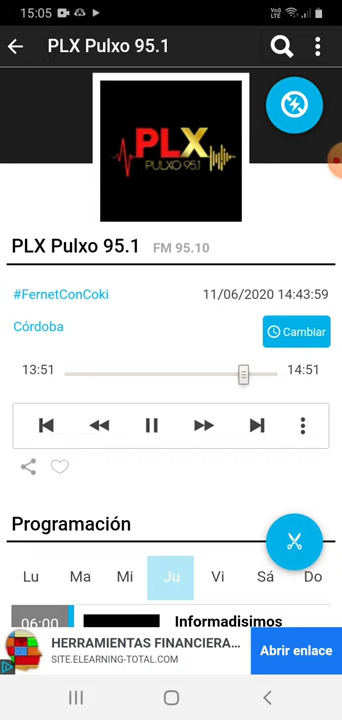 15:05
Vo)) LTE
PLX Pulxo 95.1
PLX
PULXO 95.1
PLX Pulxo 95.1 FM 95.10
#FernetConCoki 11/06/2020 14:43:59
Córdoba Cambiar
13:51 14:51
Programación
Lu Ma Mi Ju Vi Sá Do
06:00 Informadisimos
HERRAMIENTAS FINANCIERA...
SITE.ELEARNING-TOTAL.COM
Abrir enlace